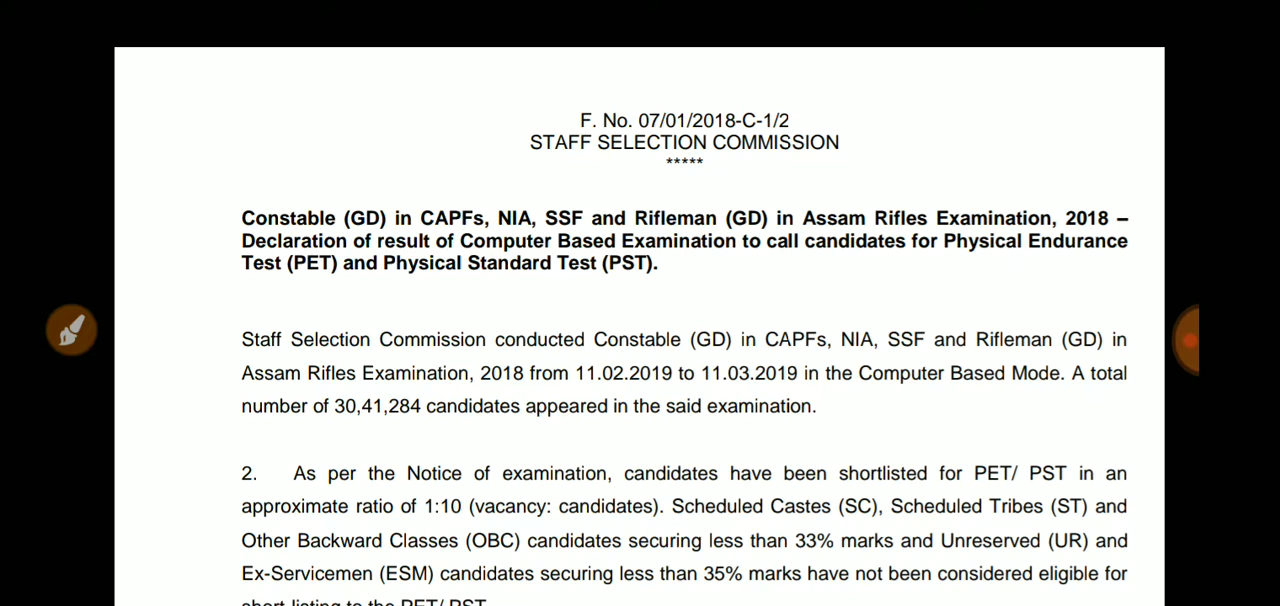 F. No. 07/01/2018-C-1/2
STAFF SELECTION COMMISSION
*****
Constable (GD) in CAPFs, NIA, SSF and Rifleman (GD) in Assam Rifles Examination, 2018 –
Declaration of result of Computer Based Examination to call candidates for Physical Endurance
Test (PET) and Physical Standard Test (PST).
Staff Selection Commission conducted Constable (GD) in CAPFs, NIA, SSF and Rifleman (GD) in
Assam Rifles Examination, 2018 from 11.02.2019 to 11.03.2019 in the Computer Based Mode. A total
number of 30,41,284 candidates appeared in the said examination.
2. As per the Notice of examination, candidates have been shortlisted for PET/ PST in an
approximate ratio of 1:10 (vacancy: candidates). Scheduled Castes (SC), Scheduled Tribes (ST) and
Other Backward Classes (OBC) candidates securing less than 33% marks and Unreserved (UR) and
Ex-Servicemen (ESM) candidates securing less than 35% marks have not been considered eligible for
short-listing to the PET/ PST.